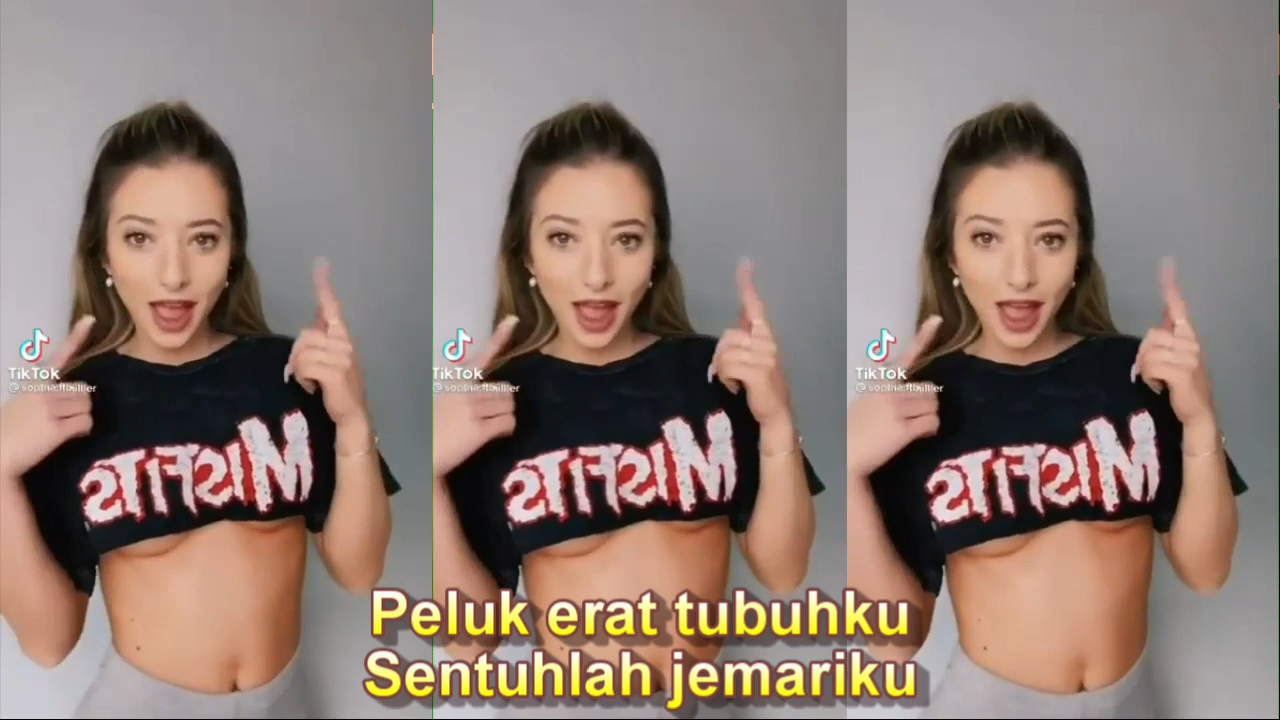 TikTok
TikTok
TikTok
MISFITS
MISFITS
MISFITS
Peluk erat tubuhku
Sentuhlah jemariku